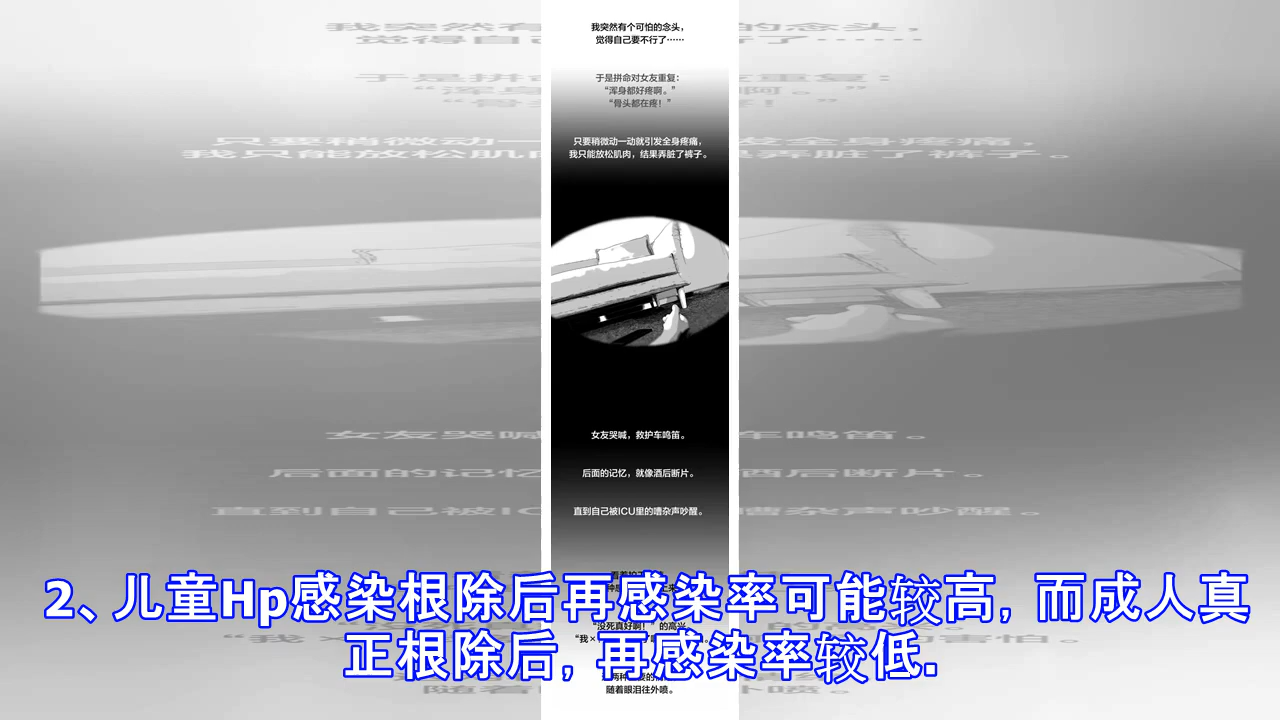 我突然有个可怕的念头，
觉得自己要不行了……
于是拼命对女友重复：
“浑身都好疼啊。”
“骨头都在疼！”
只要稍微动一动就引发全身疼痛，
我只能放松肌肉，结果弄脏了裤子。
女友哭喊，救护车鸣笛。
后面的记忆，就像酒后断片。
直到自己被ICU里的嘈杂声吵醒。
2、儿童Hp感染根除后再感染率可能较高, 而成人真
“没死真好啊！”的高兴
正根除后, 再感染率较低.
随着眼泪往外喷。